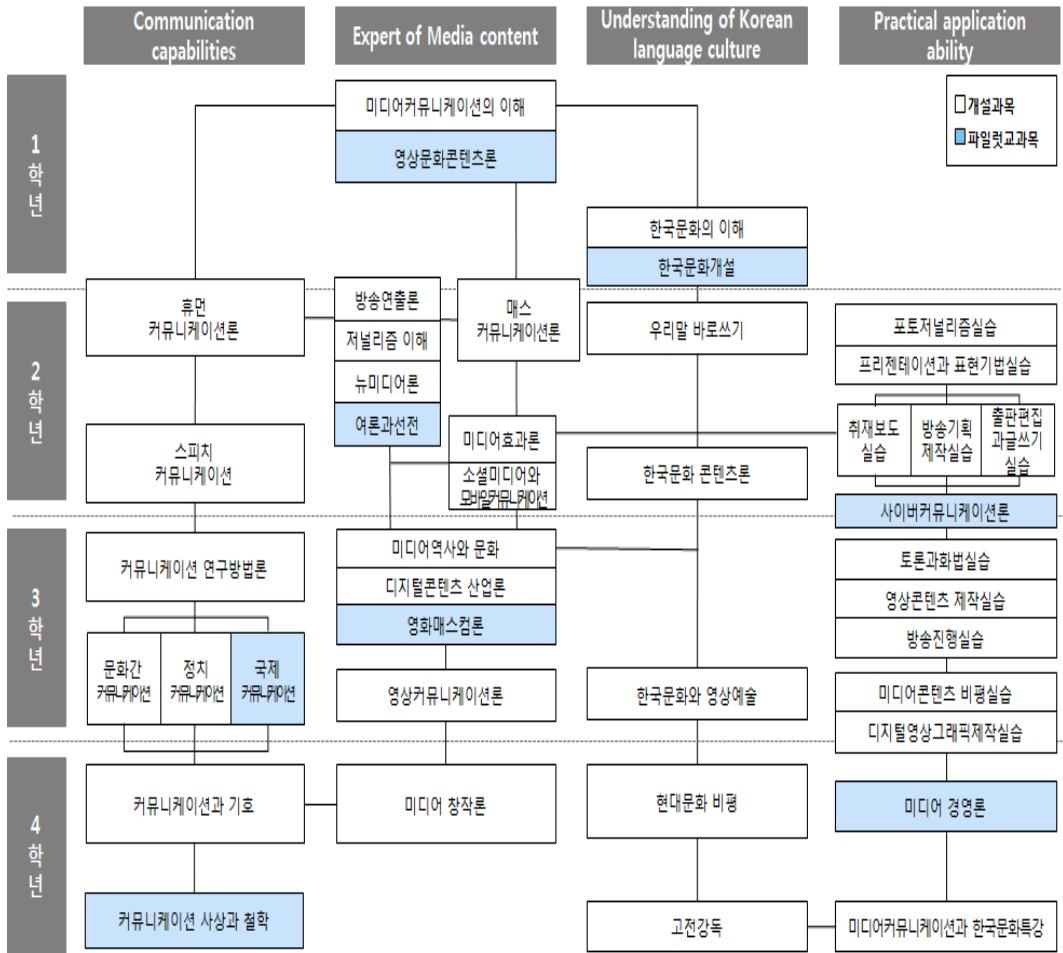 Communication
capabilities
Expert of Media content
Understanding of Korean
language culture
Practical application
ability
1
학
년
미디어커뮤니케이션의 이해
영상문화콘텐츠론
개설과목
파일럿교과목
한국문화의 이해
한국문화개설
2
학
년
휴먼
커뮤니케이션론
방송연출론
저널리즘 이해
뉴미디어론
여론과선전
매스
커뮤니케이션론
우리말 바로쓰기
포토저널리즘실습
프리젠테이션과 표현기법실습
스피치
커뮤니케이션
미디어효과론
소셜미디어와
모바일커뮤니케이션
한국문화 콘텐츠론
취재보도
실습
방송기획
제작실습
출판편집
과글쓰기
실습
사이버커뮤니케이션론
3
학
년
커뮤니케이션 연구방법론
미디어역사와 문화
디지털콘텐츠 산업론
영화매스컴론
토론과화법실습
영상콘텐츠 제작실습
방송진행실습
문화간
커뮤니케이션
정치
커뮤니케이션
국제
커뮤니케이션
영상커뮤니케이션론
한국문화와 영상예술
미디어콘텐츠 비평실습
디지털영상그래픽제작실습
4
학
년
커뮤니케이션과 기호
미디어 창작론
현대문화 비평
미디어 경영론
커뮤니케이션 사상과 철학
고전강독
미디어커뮤니케이션과 한국문화특강